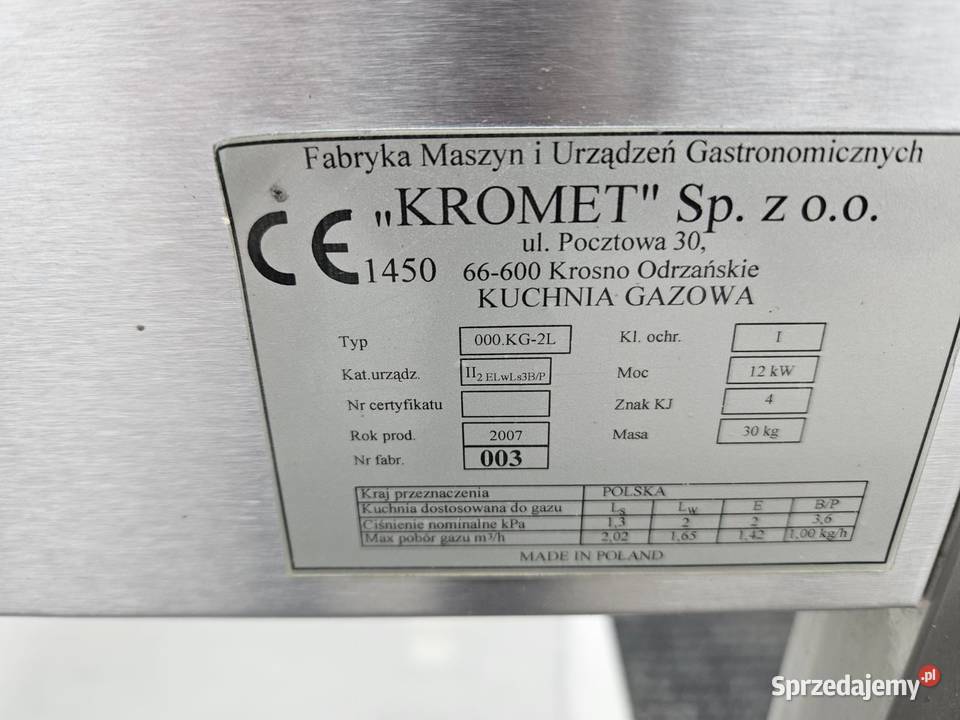 Fabryka Maszyn i Urządzeń Gastronomicznych
CE "KROMET" Sp. z o.o.
ul. Pocztowa 30,
1450 66-600 Krosno Odrzańskie
KUCHNIA GAZOWA
Typ 000.KG-2L Kl. ochr. I
Kat.urządz. II2 ELwLs3B/P Moc 12 kW
Nr certyfikatu Znak KJ 4
Rok prod. 2007 Masa 30 kg
Nr fabr. 003
Kraj przeznaczenia POLSKA
Kuchnia dostosowana do gazu Ls Lw E B/P
Ciśnienie nominalne kPa 1,3 2 2 3,6
Max pobór gazu m³/h 2,02 1,65 1,42 1,00 kg/h
MADE IN POLAND
Sprzedajemy.pl